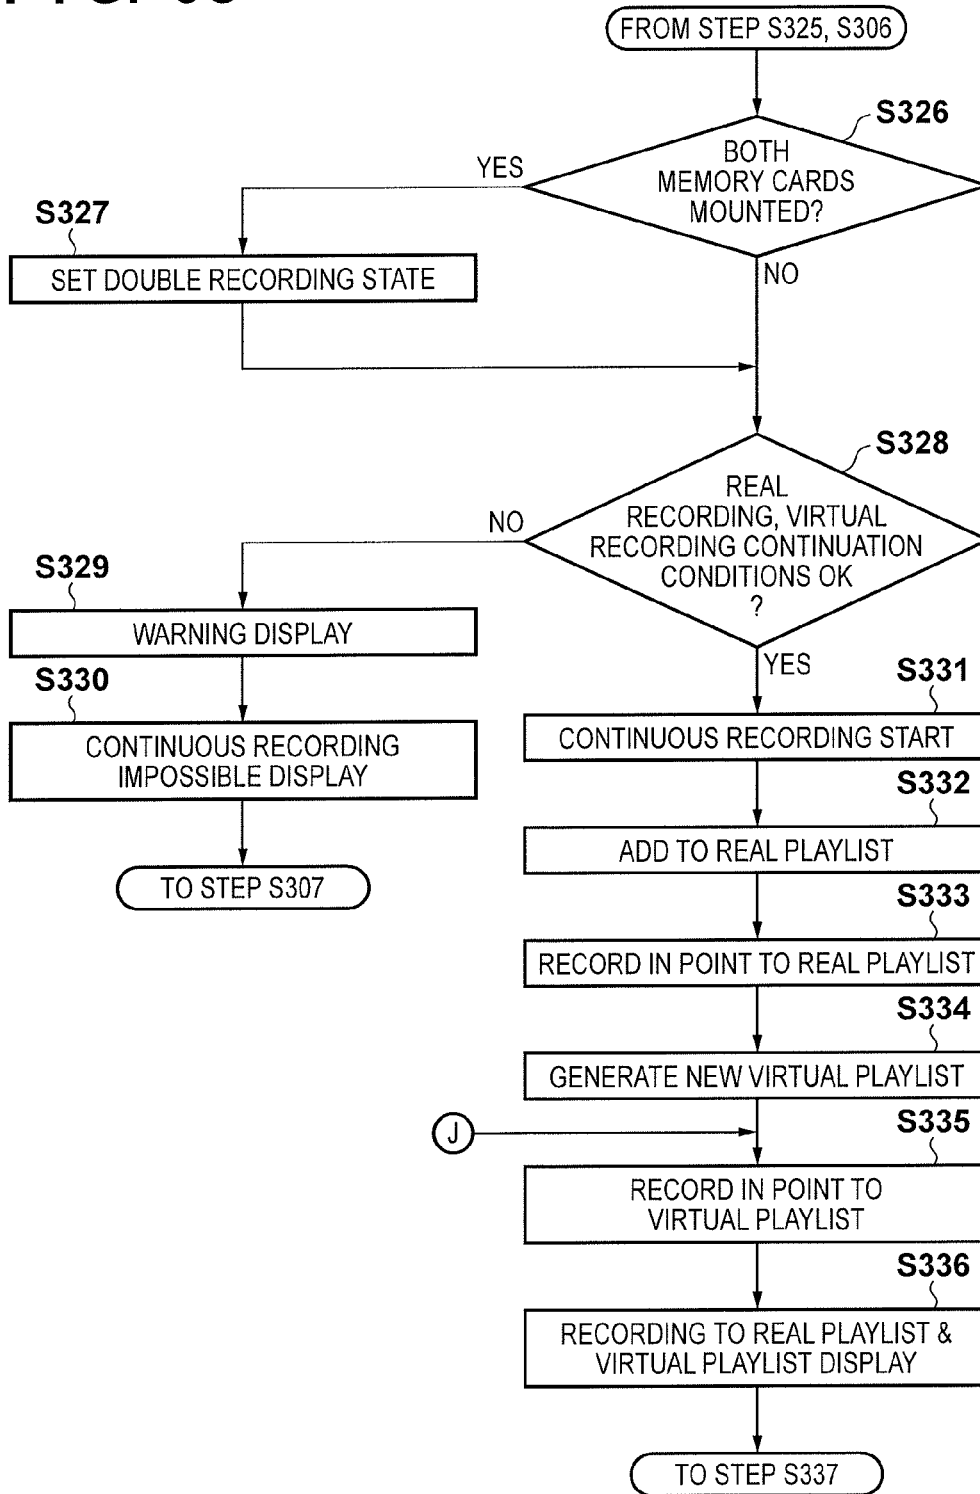 FROM STEP S325, S306
S326
BOTH
MEMORY CARDS
MOUNTED?
YES
NO
S327
SET DOUBLE RECORDING STATE
S328
REAL
RECORDING, VIRTUAL
RECORDING CONTINUATION
CONDITIONS OK
?
NO
YES
S329
WARNING DISPLAY
S330
CONTINUOUS RECORDING
IMPOSSIBLE DISPLAY
TO STEP S307
S331
CONTINUOUS RECORDING START
S332
ADD TO REAL PLAYLIST
S333
RECORD IN POINT TO REAL PLAYLIST
S334
GENERATE NEW VIRTUAL PLAYLIST
J
S335
RECORD IN POINT TO
VIRTUAL PLAYLIST
S336
RECORDING TO REAL PLAYLIST &
VIRTUAL PLAYLIST DISPLAY
TO STEP S337